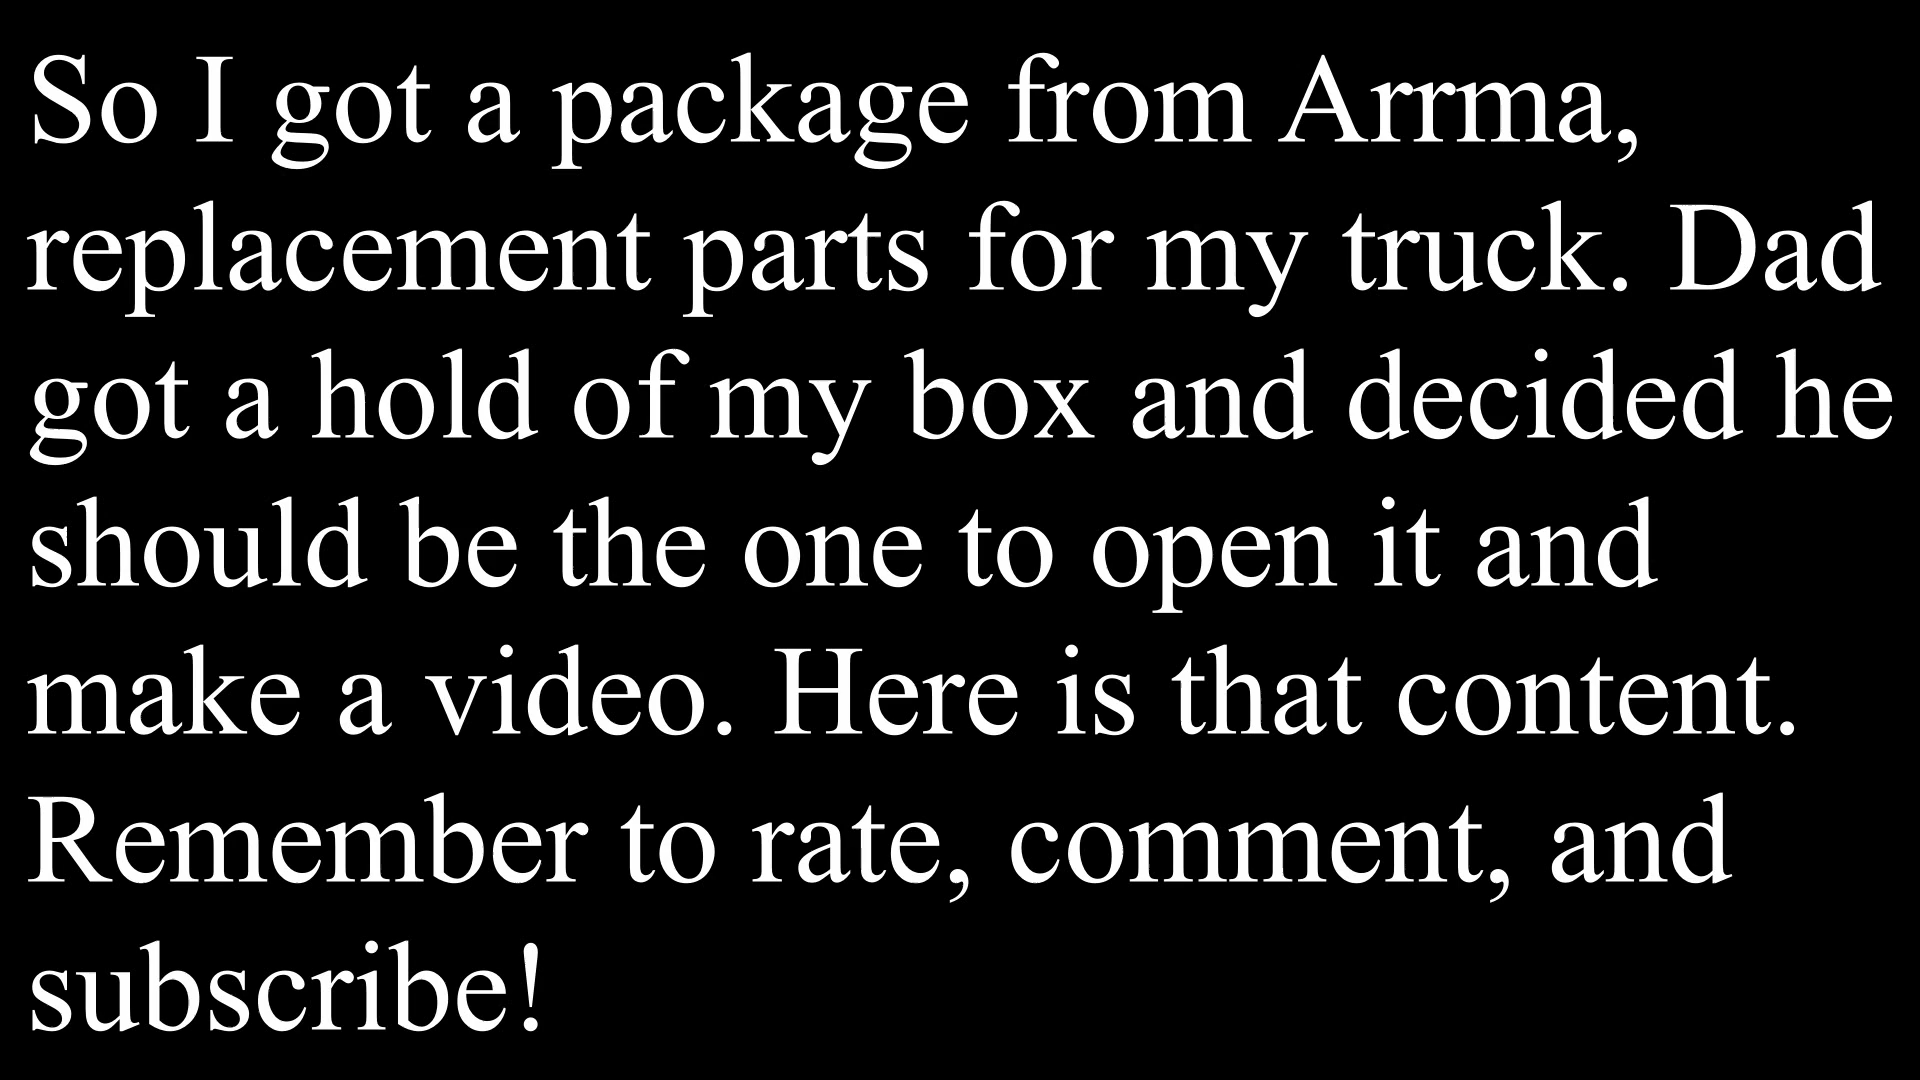 So I got a package from Arrma,
replacement parts for my truck. Dad
got a hold of my box and decided he
should be the one to open it and
make a video. Here is that content.
Remember to rate, comment, and
subscribe!